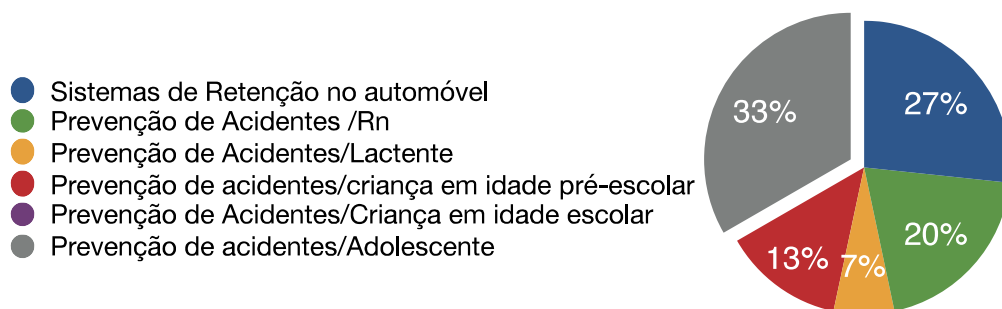 Sistemas de Retenção no automóvel
Prevenção de Acidentes /Rn
Prevenção de Acidentes/Lactente
Prevenção de acidentes/criança em idade pré-escolar
Prevenção de Acidentes/Criança em idade escolar
Prevenção de acidentes/Adolescente
33%
27%
20%
13%
7%